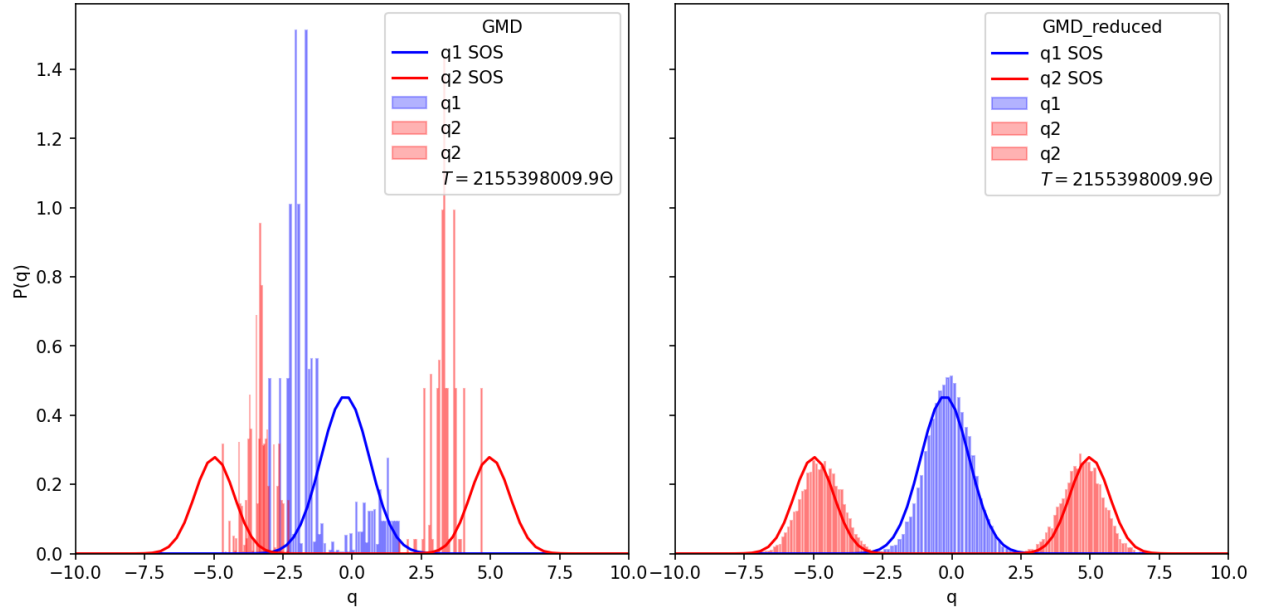 GMD
q1 SOS
q2 SOS
q1
q2
q2
T = 2155398009.9Θ
1.4
1.2
1.0
0.8
0.6
0.4
0.2
0.0
P(q)
−10.0 −7.5 −5.0 −2.5 0.0 2.5 5.0 7.5 10.0
q
GMD_reduced
q1 SOS
q2 SOS
q1
q2
q2
T = 2155398009.9Θ
−10.0 −7.5 −5.0 −2.5 0.0 2.5 5.0 7.5 10.0
q